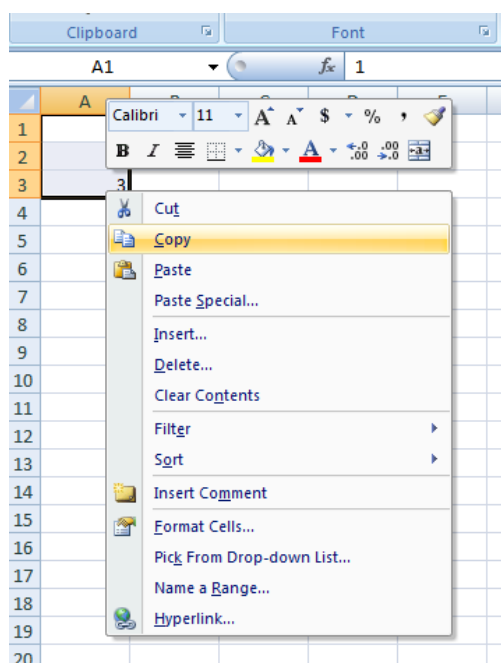 Clipboard Font
A1 fx 1
A
Calibri 11 A A $ % ,
B I A .0 .00 .00 .0 a
1
2
3 3
4 Cut
5 Copy
6 Paste
7 Paste Special...
8 Insert...
9 Delete...
10 Clear Contents
11
12 Filter
13 Sort
14 Insert Comment
15 Format Cells...
16 Pick From Drop-down List...
17 Name a Range...
18 Hyperlink...
19
20